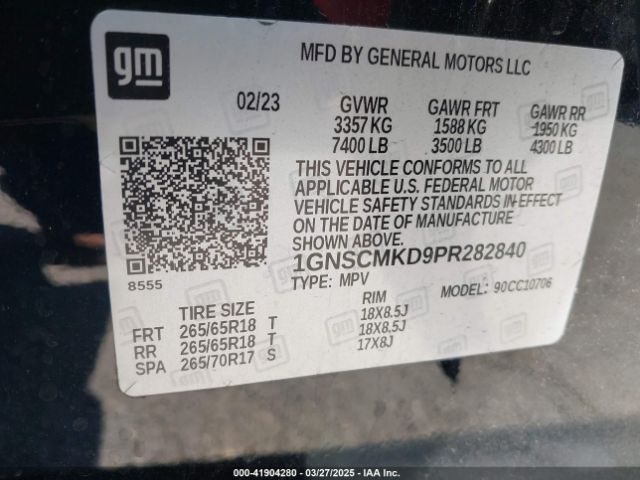 gm
MFD BY GENERAL MOTORS LLC
02/23 GVWR GAWR FRT GAWR RR
3357 KG 1588 KG 1950 KG
7400 LB 3500 LB 4300 LB
THIS VEHICLE CONFORMS TO ALL
APPLICABLE U.S. FEDERAL MOTOR
VEHICLE SAFETY STANDARDS IN EFFECT
ON THE DATE OF MANUFACTURE
SHOWN ABOVE.
8555
1GNSCMKD9PR282840
TYPE: MPV MODEL: 90CC10706
TIRE SIZE RIM
FRT 265/65R18 T 18X8.5J
RR 265/65R18 T 18X8.5J
SPA 265/70R17 S 17X8J
© COPY - 41904280 - 03/27/2025 - IAA Inc.